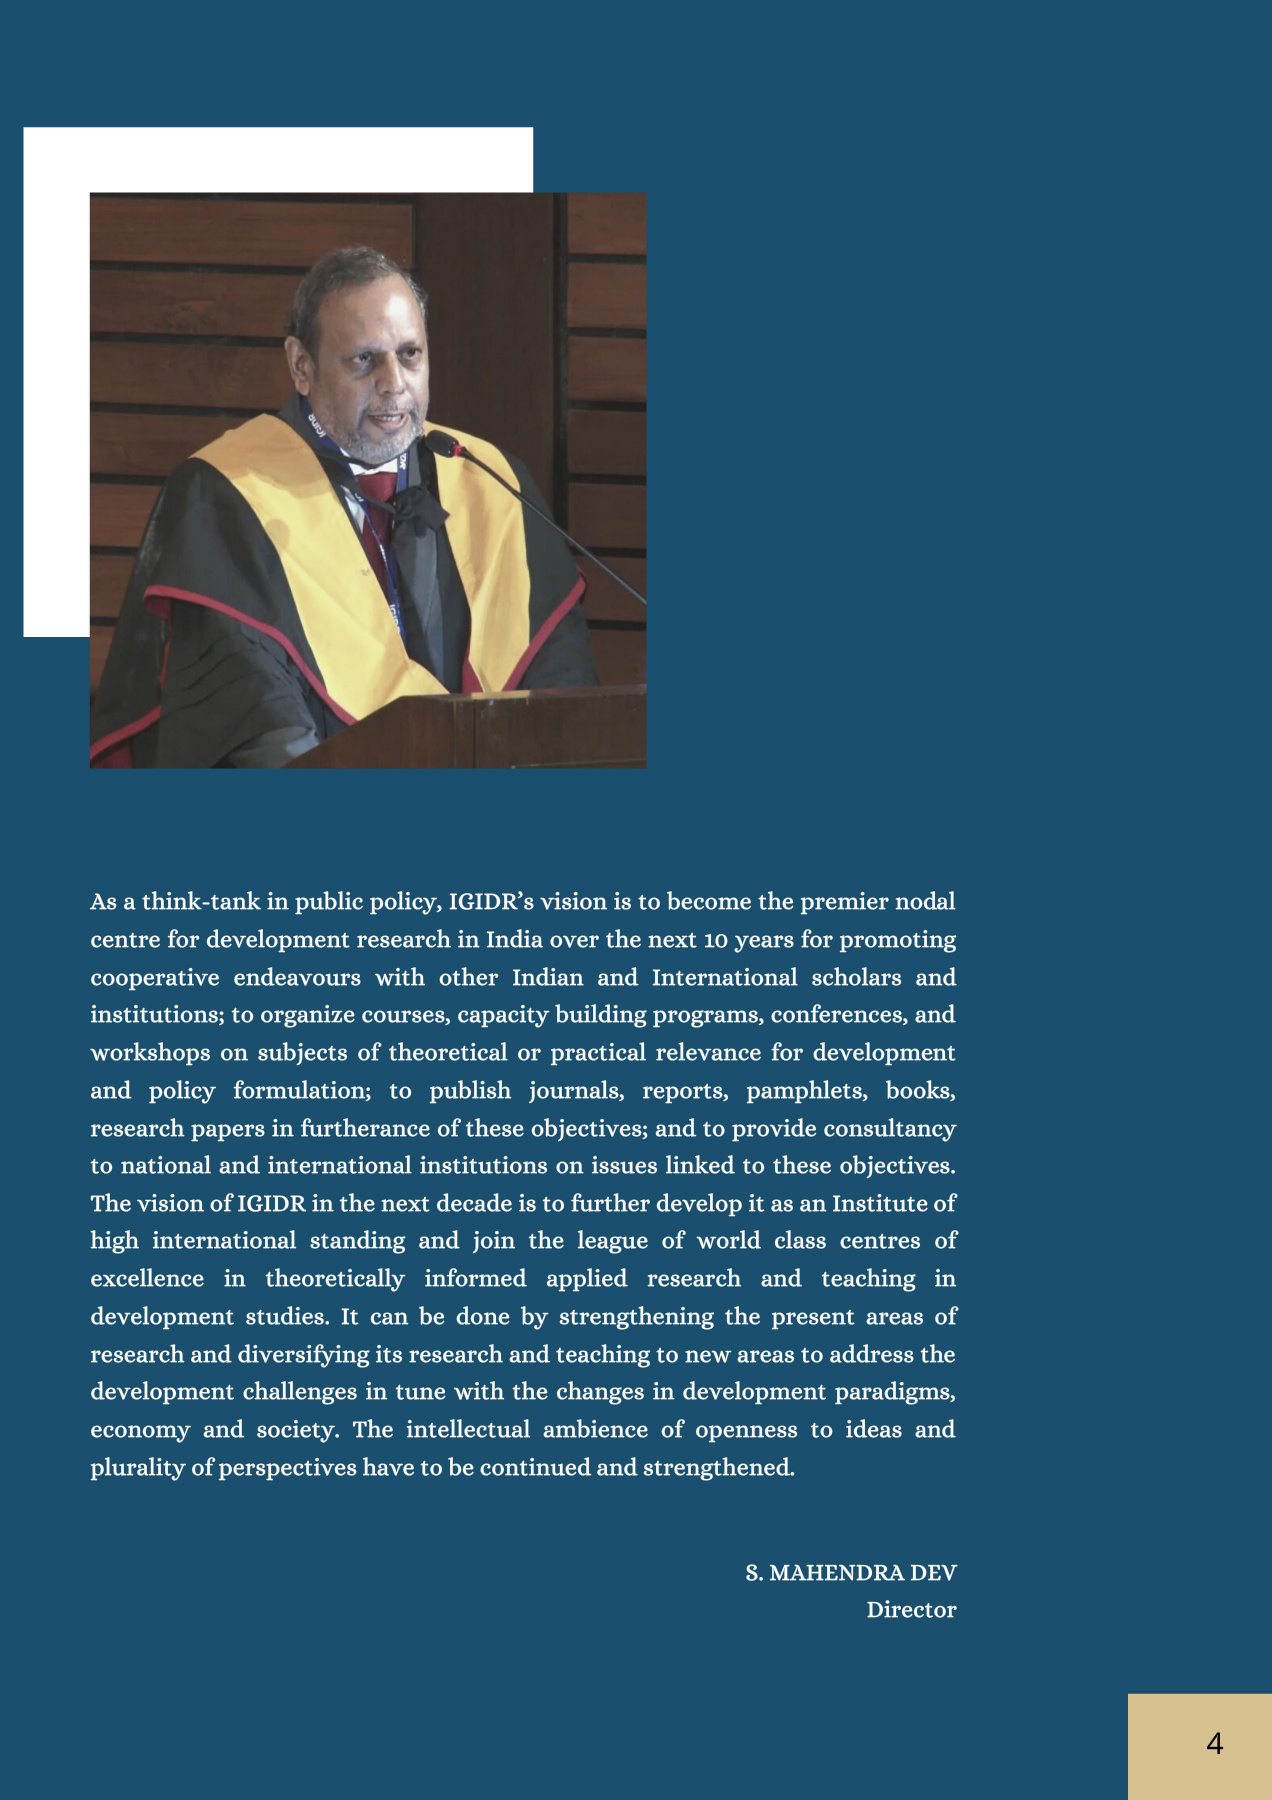 As a think-tank in public policy, IGIDR’s vision is to become the premier nodal
centre for development research in India over the next 10 years for promoting
cooperative endeavours with other Indian and International scholars and
institutions; to organize courses, capacity building programs, conferences, and
workshops on subjects of theoretical or practical relevance for development
and policy formulation; to publish journals, reports, pamphlets, books,
research papers in furtherance of these objectives; and to provide consultancy
to national and international institutions on issues linked to these objectives.
The vision of IGIDR in the next decade is to further develop it as an Institute of
high international standing and join the league of world class centres of
excellence in theoretically informed applied research and teaching in
development studies. It can be done by strengthening the present areas of
research and diversifying its research and teaching to new areas to address the
development challenges in tune with the changes in development paradigms,
economy and society. The intellectual ambience of openness to ideas and
plurality of perspectives have to be continued and strengthened.
S. MAHENDRA DEV
Director
4